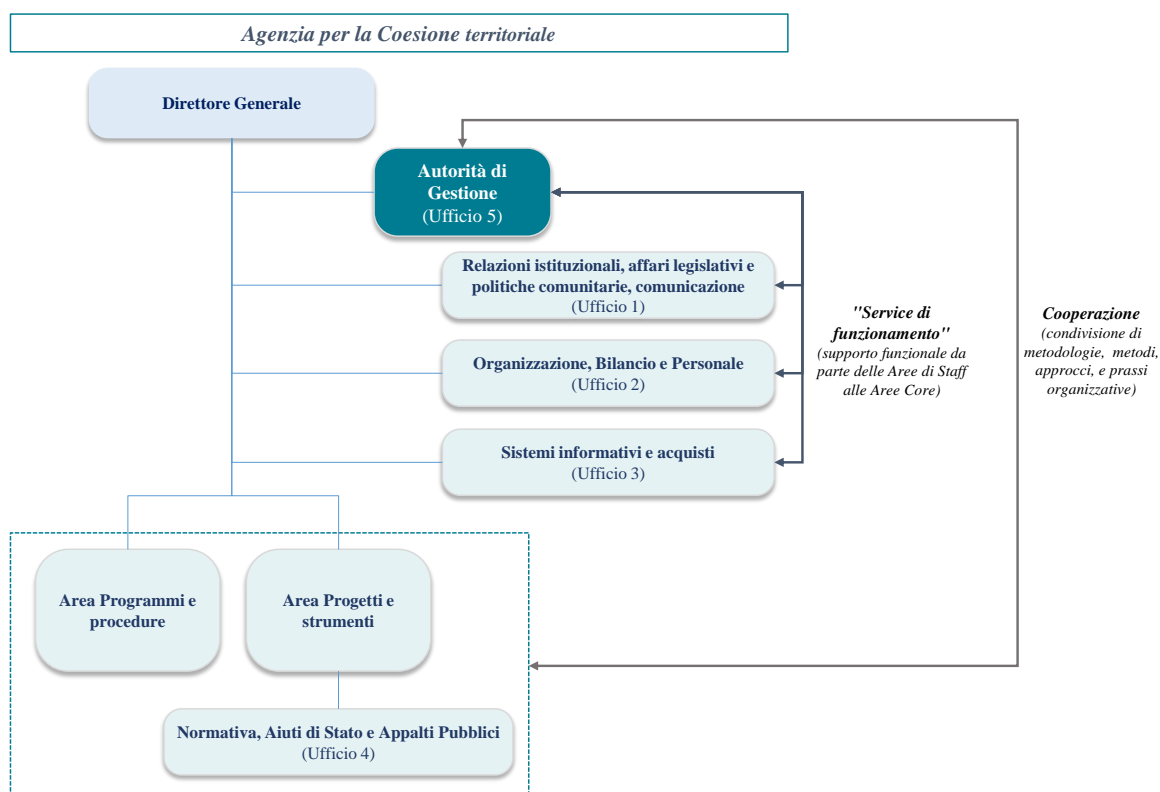 Agenzia per la Coesione territoriale
Direttore Generale
Autorità di
Gestione
(Ufficio 5)
Relazioni istituzionali, affari legislativi e
politiche comunitarie, comunicazione
(Ufficio 1)
Organizzazione, Bilancio e Personale
(Ufficio 2)
Sistemi informativi e acquisti
(Ufficio 3)
"Service di
funzionamento"
(supporto funzionale da
parte delle Aree di Staff
alle Aree Core)
Cooperazione
(condivisione di
metodologie, metodi,
approcci, e prassi
organizzative)
Area Programmi e
procedure
Area Progetti e
strumenti
Normativa, Aiuti di Stato e Appalti Pubblici
(Ufficio 4)